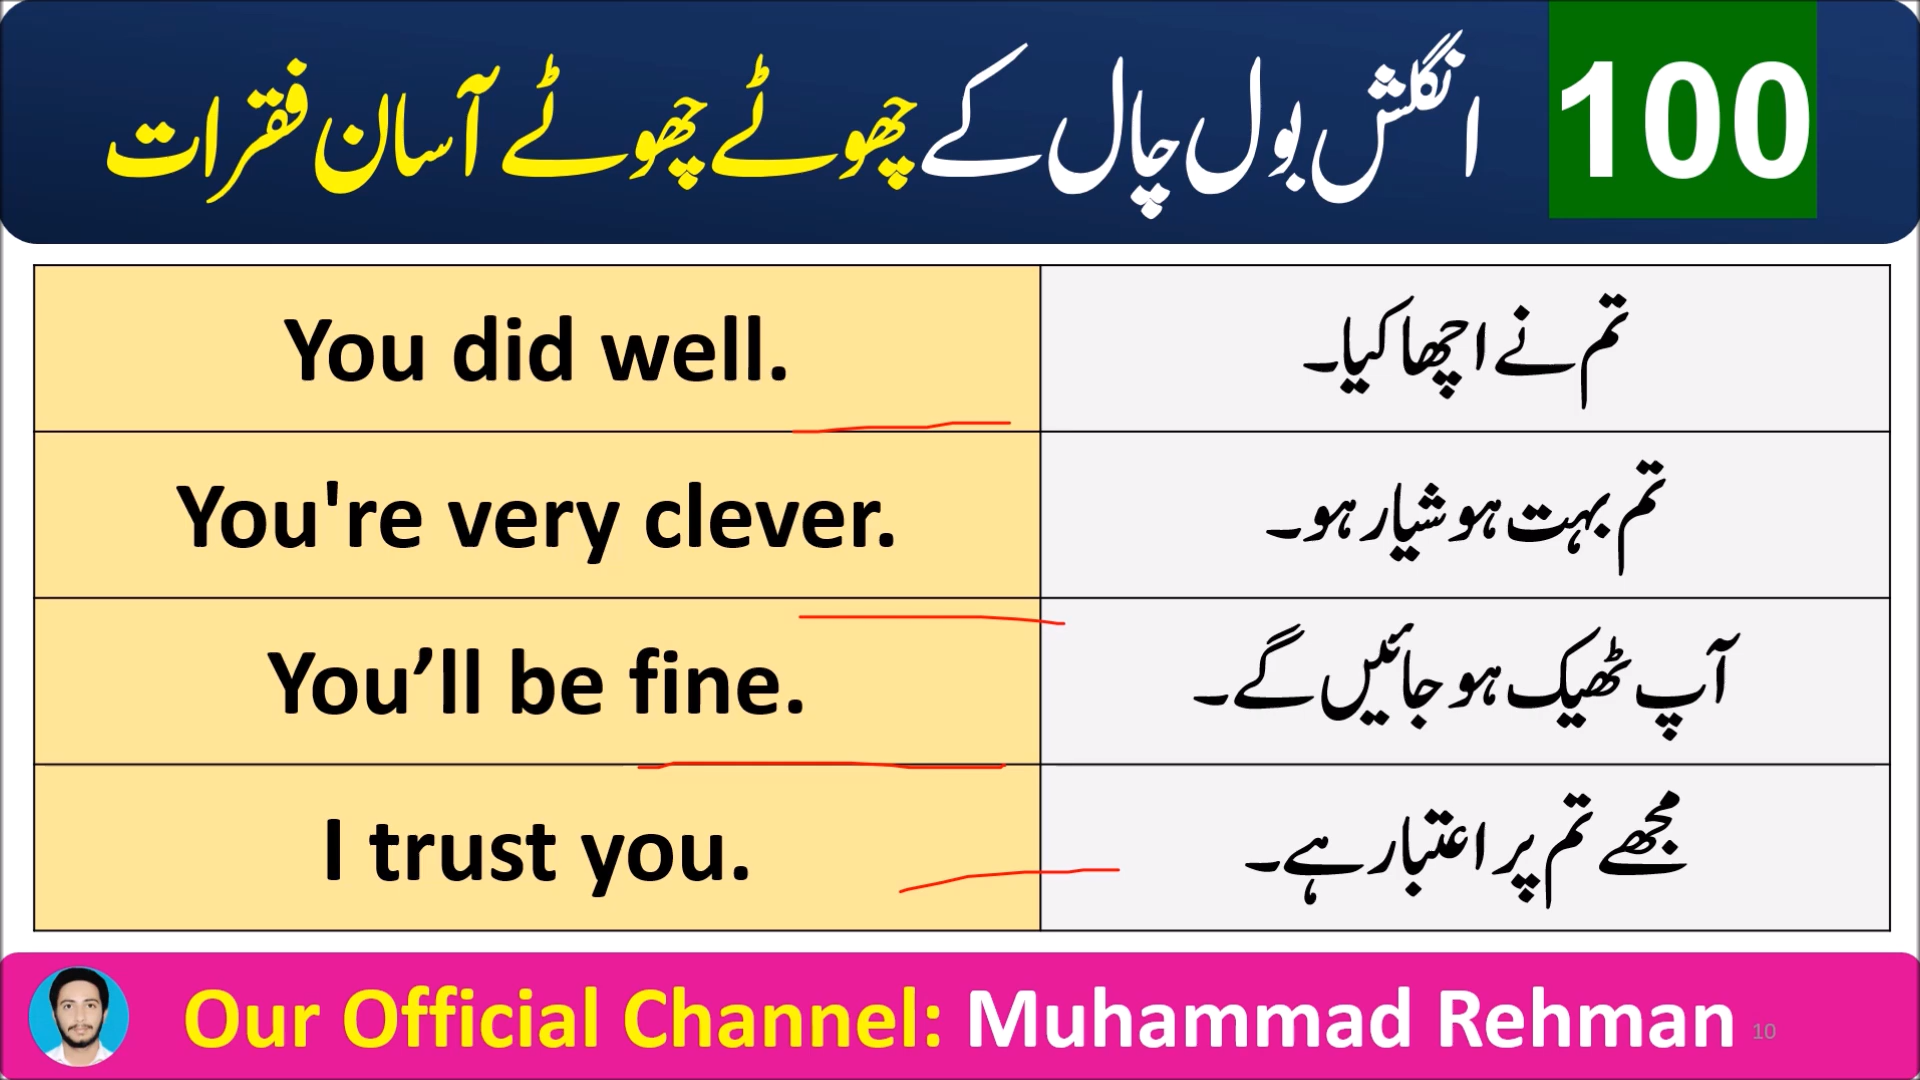 100 انگلش بول چال کے چھوٹے چھوٹے آسان فقرات
You did well. تم نے اچھا کیا۔
You're very clever. تم بہت ہوشیار ہو۔
You’ll be fine. آپ ٹھیک ہو جائیں گے۔
I trust you. مجھے تم پر اعتبار ہے۔
Our Official Channel: Muhammad Rehman 10